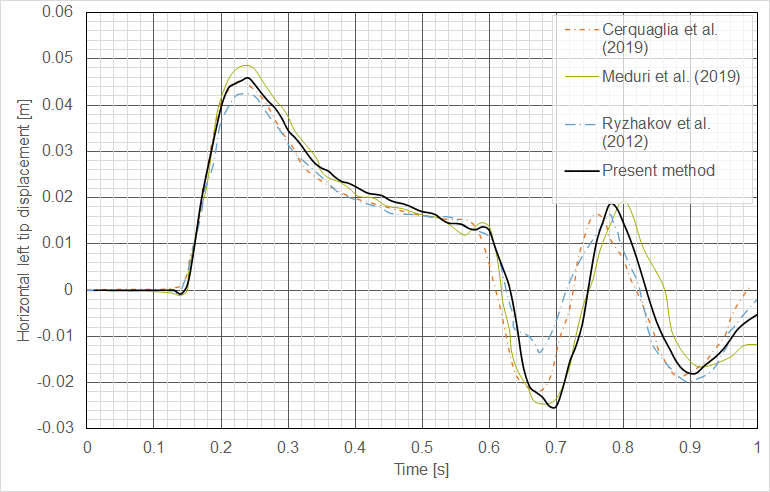 0.06
0.05
0.04
0.03
0.02
0.01
0
-0.01
-0.02
-0.03
Horizontal left tip displacement [m]
Cerquaglia et al.
(2019)
Meduri et al. (2019)
Ryzhakov et al.
(2012)
Present method
0 0.1 0.2 0.3 0.4 0.5 0.6 0.7 0.8 0.9 1
Time [s]